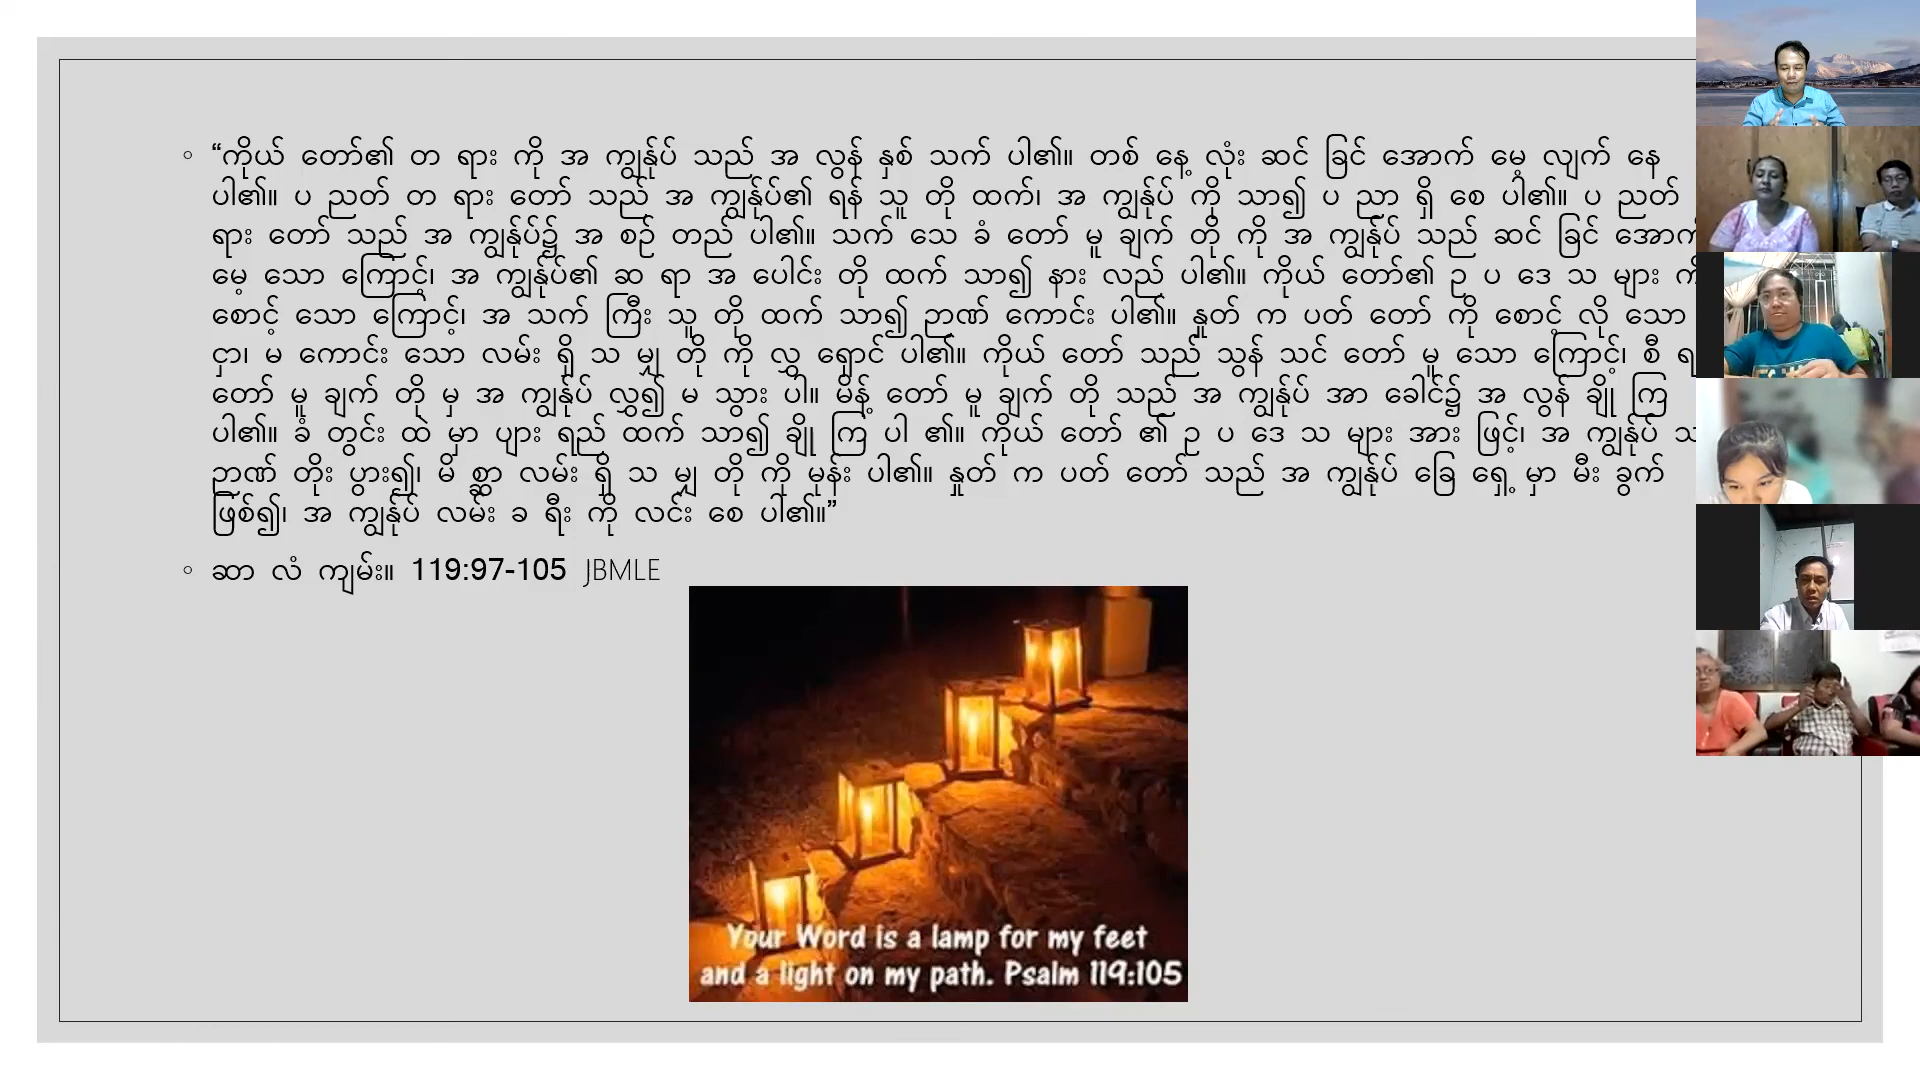 ◦ “ကိုယ် တော်၏ တ ရား ကို အ ကျွန်ုပ် သည် အ လွန် နှစ် သက် ပါ၏။ တစ် နေ့ လုံး ဆင် ခြင် အောက် မေ့ လျက် နေ
ပါ၏။ ပ ညတ် တ ရား တော် သည် အ ကျွန်ုပ်၏ ရန် သူ တို့ ထက်၊ အ ကျွန်ုပ် ကို သာ၍ ပ ညာ ရှိ စေ ပါ၏။ ပ ညတ်
ရား တော် သည် အ ကျွန်ုပ်၌ အ စဉ် တည် ပါ၏။ သက် သေ ခံ တော် မူ ချက် တို့ ကို အ ကျွန်ုပ် သည် ဆင် ခြင် အောက်
မေ့ သော ကြောင့်၊ အ ကျွန်ုပ်၏ ဆ ရာ အ ပေါင်း တို့ ထက် သာ၍ နား လည် ပါ၏။ ကိုယ် တော်၏ ဥ ပ ဒေ သ များ
စောင့် သော ကြောင့်၊ အ သက် ကြီး သူ တို့ ထက် သာ၍ ဉာဏ် ကောင်း ပါ၏။ နှုတ် က ပတ် တော် ကို စောင့် လို သော
ငှာ၊ မ ကောင်း သော လမ်း ရှိ သ မျှ တို့ ကို လွှဲ ရှောင် ပါ၏။ ကိုယ် တော် သည် သွန် သင် တော် မူ သော ကြောင့်၊ စီ
တော် မူ ချက် တို့ မှ အ ကျွန်ုပ် လွှဲ၍ မ သွား ပါ။ မိန့် တော် မူ ချက် တို့ သည် အ ကျွန်ုပ် အာ ခေါင်၌ အ လွန် ချို ကြ
ပါ၏။ ခံ တွင်း ထဲ မှာ ပျား ရည် ထက် သာ၍ ချို ကြ ပါ ၏။ ကိုယ် တော် ၏ ဥ ပ ဒေ သ များ အား ဖြင့်၊ အ ကျွန်ုပ်
ဉာဏ် တိုး ပွား၍၊ မိ စ္ဆာ လမ်း ရှိ သ မျှ တို့ ကို မုန်း ပါ၏။ နှုတ် က ပတ် တော် သည် အ ကျွန်ုပ် ခြေ ရှေ့ မှာ မီး ခွက်
ဖြစ်၍၊ အ ကျွန်ုပ် လမ်း ခ ရီး ကို လင်း စေ ပါ၏။”
◦ ဆာ လံ ကျမ်း။ 119:97-105 JBMLE
Your Word is a lamp for my feet
and a light on my path. Psalm 119:105